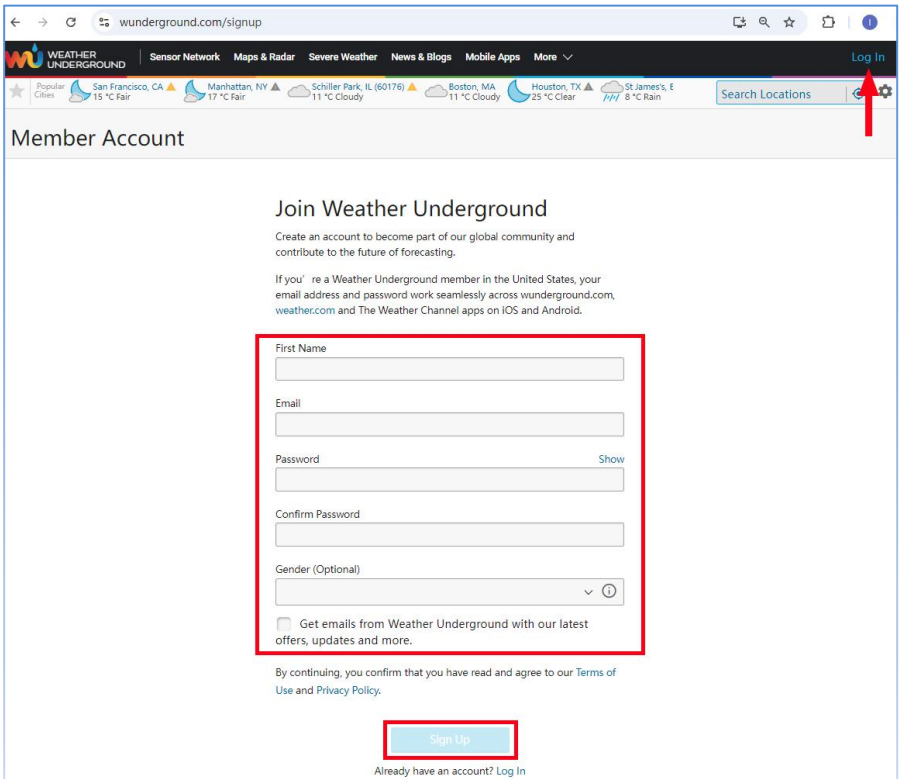 wunderground.com/signup
I
WEATHER
UNDERGROUND
Sensor Network Maps & Radar Severe Weather News & Blogs Mobile Apps More
Log In
Popular
Cities
San Francisco, CA
15 °C Fair
Manhattan, NY
17 °C Fair
Schiller Park, IL (60176)
11 °C Cloudy
Boston, MA
11 °C Cloudy
Houston, TX
25 °C Clear
St James's, E
8 °C Rain
Search Locations
Member Account
Join Weather Underground
Create an account to become part of our global community and
contribute to the future of forecasting.
If you' re a Weather Underground member in the United States, your
email address and password work seamlessly across wunderground.com,
weather.com and The Weather Channel apps on iOS and Android.
First Name
Email
Password Show
Confirm Password
Gender (Optional)
Get emails from Weather Underground with our latest
offers, updates and more.
By continuing, you confirm that you have read and agree to our Terms of
Use and Privacy Policy.
Sign Up
Already have an account? Log In